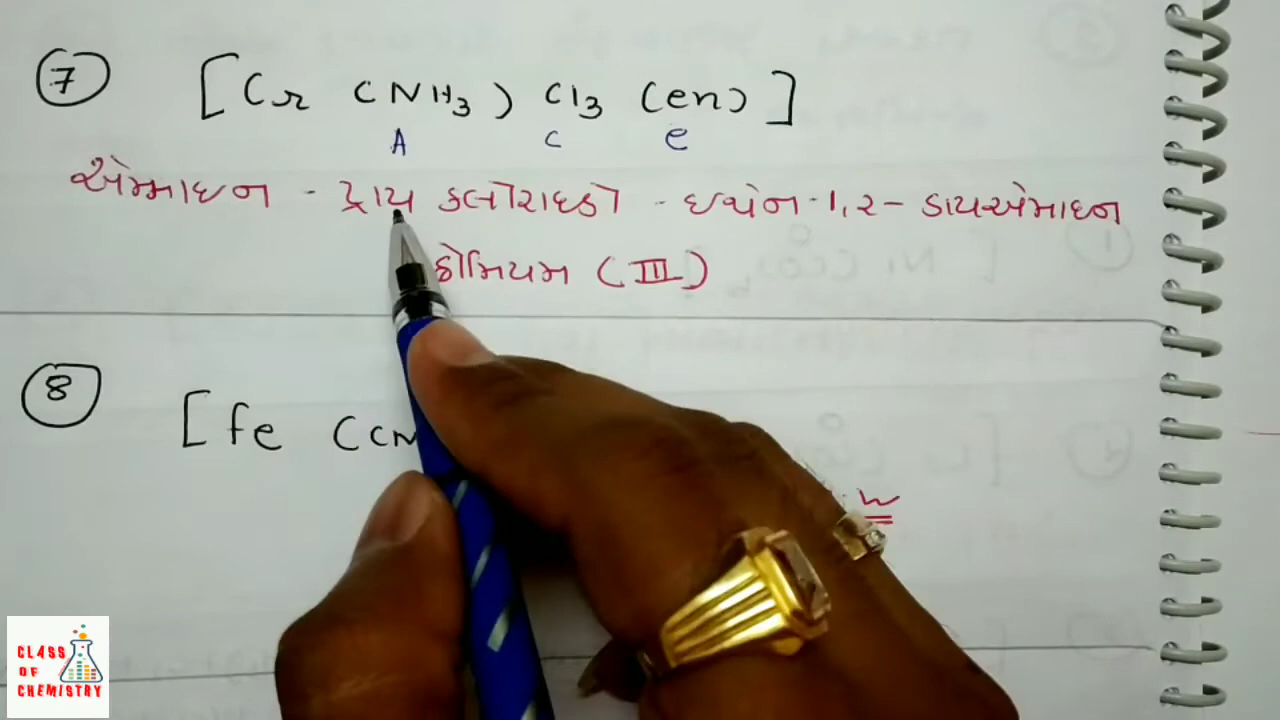 7 [Cr (NH3) Cl3 (en)]
A C e
એમ્માઇન - ટ્રાય ક્લોરાઇડો - ઇથેન-1,2- ડાયએમાઇન
ક્રોમિયમ (III)
8 [Fe (CN
H.W
CLASS
OF
CHEMISTRY